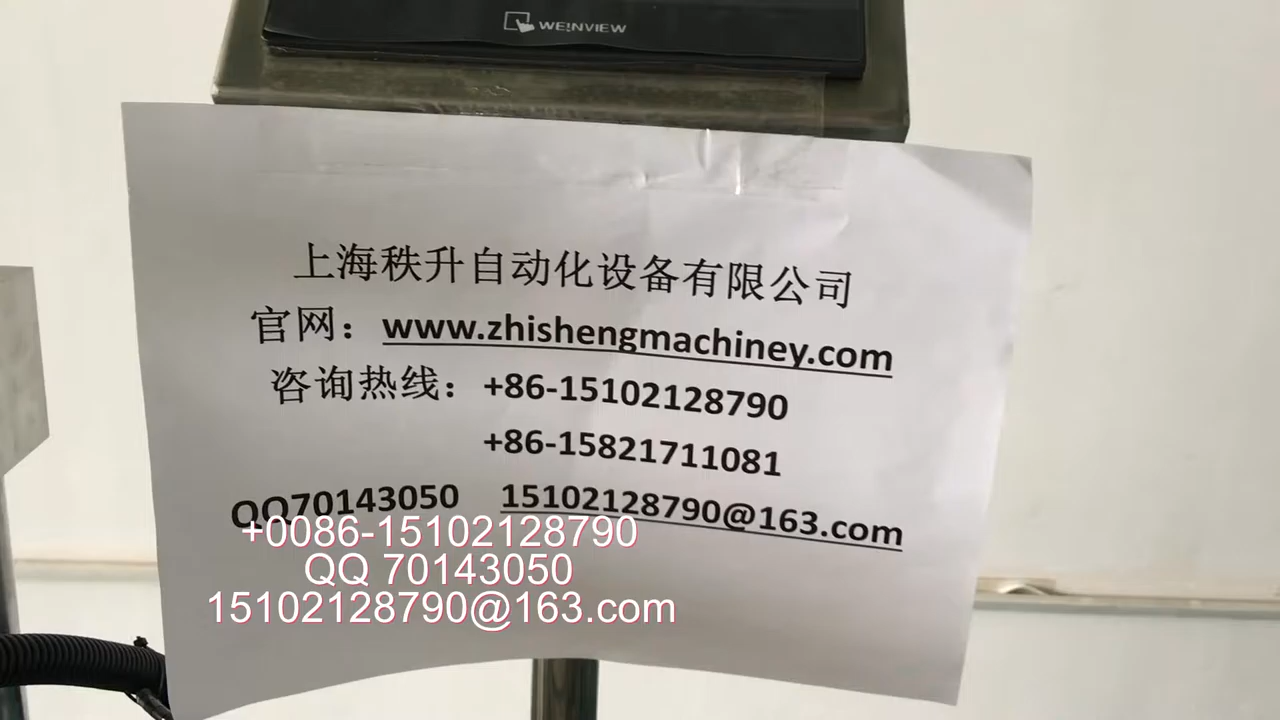 WEINVIEW
上海秩升自动化设备有限公司
官网：www.zhishengmachiney.com
咨询热线：+86-15102128790
+86-15821711081
QQ70143050 15102128790@163.com
+0086-15102128790
QQ 70143050
15102128790@163.com